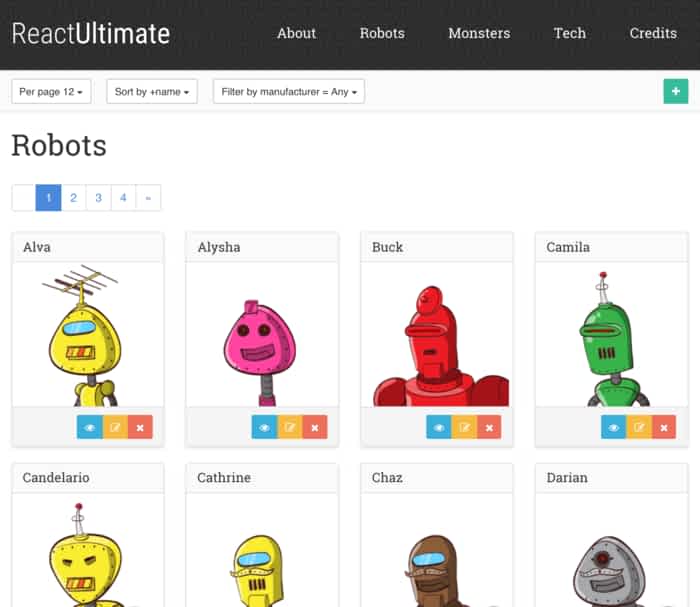 ReactUltimate About Robots Monsters Tech Credits
Per page 12 Sort by +name Filter by manufacturer = Any +
Robots
1 2 3 4 »
Alva Alysha Buck Camila
Candelario Cathrine Chaz Darian